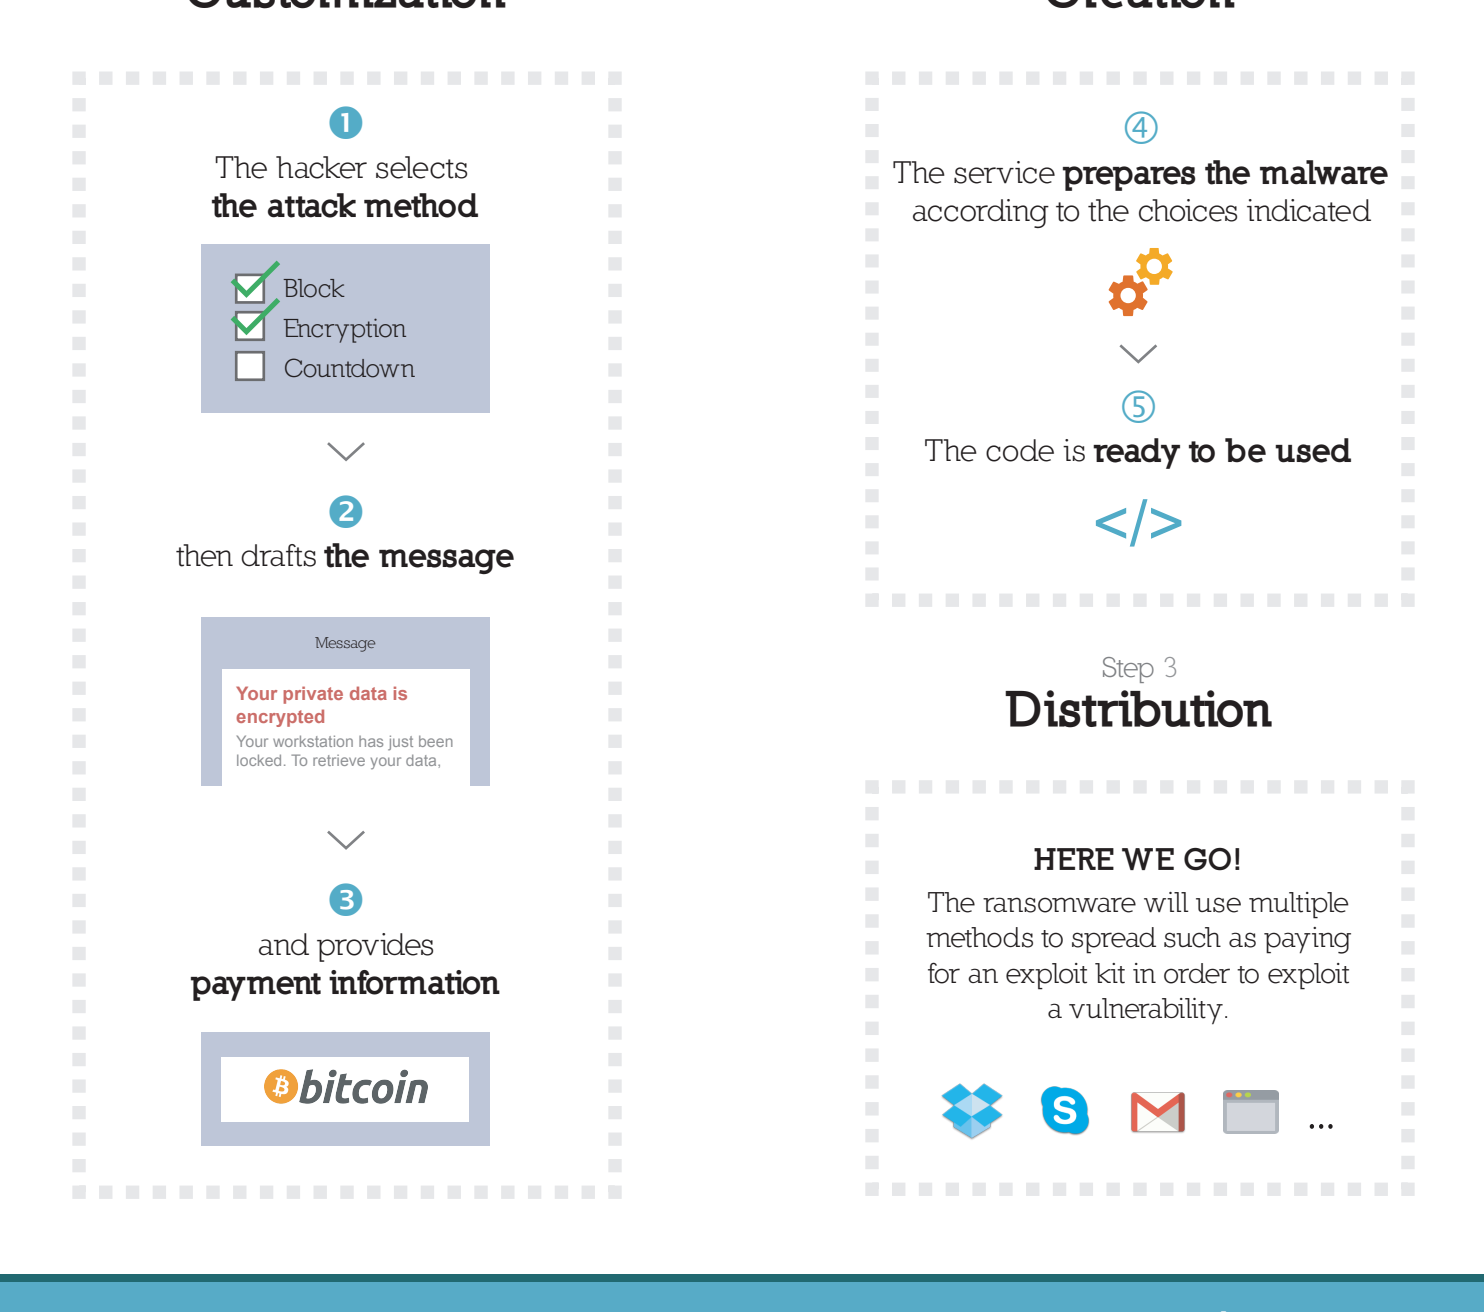 Customization
1
The hacker selects
the attack method
Block
Encryption
Countdown
2
then drafts the message
Message
Your private data is
encrypted
Your workstation has just been
locked. To retrieve your data,
3
and provides
payment information
bitcoin
Creation
4
The service prepares the malware
according to the choices indicated
5
The code is ready to be used
</>
Step 3
Distribution
HERE WE GO!
The ransomware will use multiple
methods to spread such as paying
for an exploit kit in order to exploit
a vulnerability.
S
...